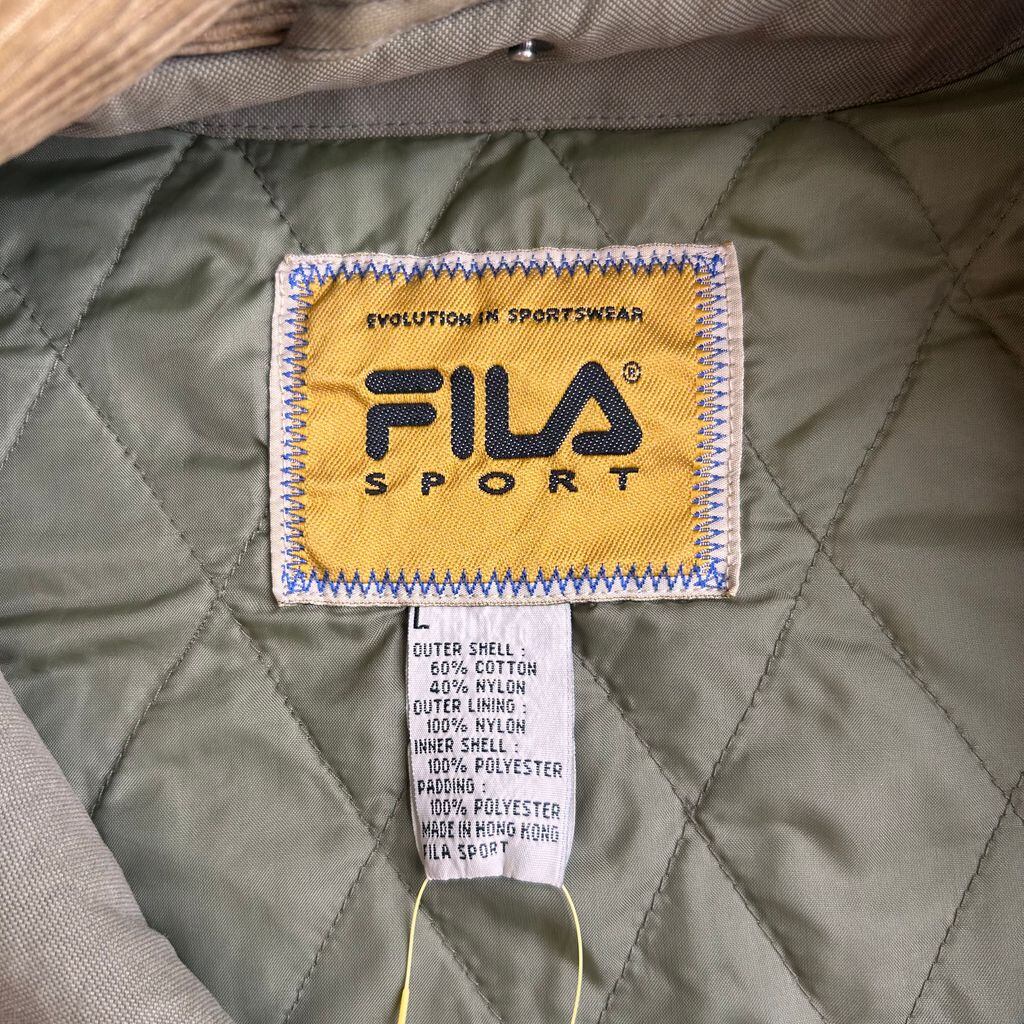 EVOLUTION IN SPORTSWEAR
FILA®
SPORT
L
OUTER SHELL :
60% COTTON
40% NYLON
OUTER LINING :
100% NYLON
INNER SHELL :
100% POLYESTER
PADDING :
100% POLYESTER
MADE IN HONG KONG
FILA SPORT